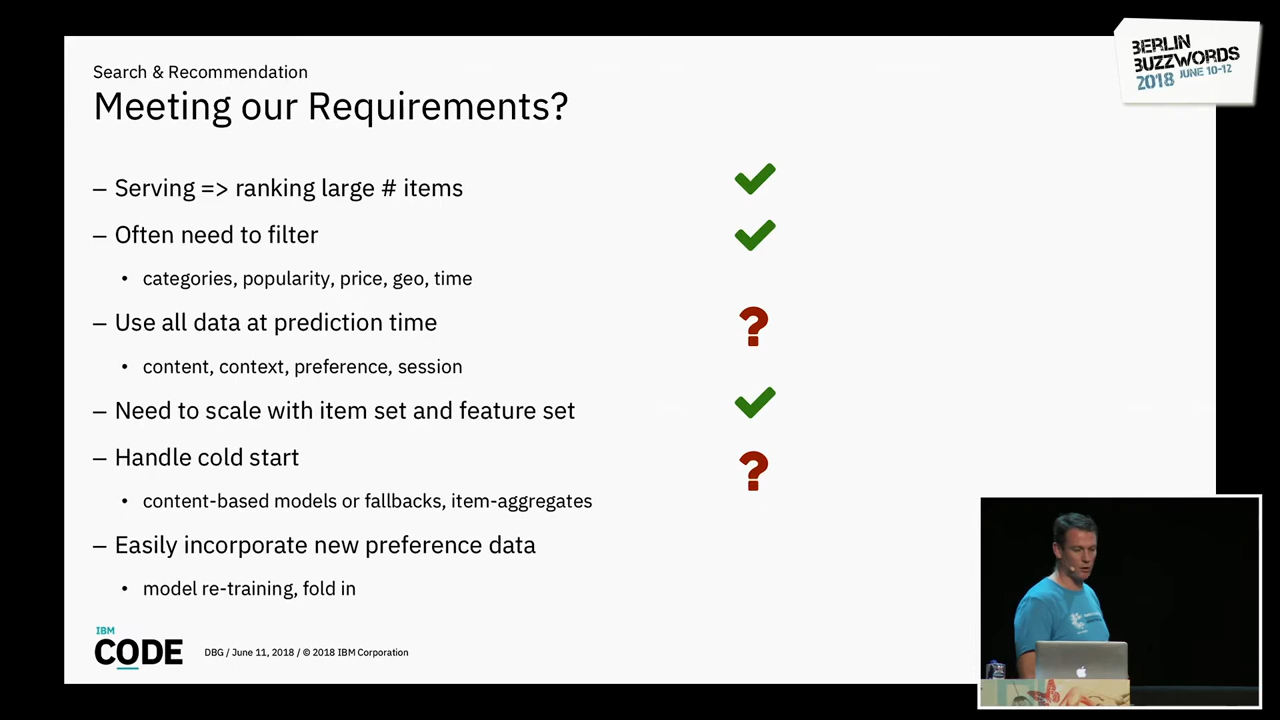 BERLIN
BUZZWORDS
2018 JUNE 10-12
Search & Recommendation
Meeting our Requirements?
– Serving => ranking large # items
– Often need to filter
• categories, popularity, price, geo, time
– Use all data at prediction time
?
• content, context, preference, session
– Need to scale with item set and feature set
– Handle cold start
?
• content-based models or fallbacks, item-aggregates
– Easily incorporate new preference data
• model re-training, fold in
IBM
CODE
DBG / June 11, 2018 / © 2018 IBM Corporation